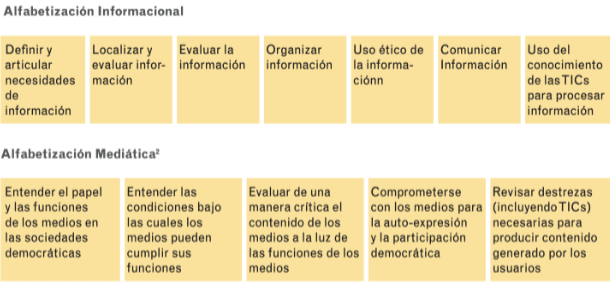 Alfabetización Informacional
Definir y
articular
necesidades
de
información
Localizar y
evaluar infor-
mación
Evaluar la
información
Organizar
información
Uso ético de
la informa-
ciónn
Comunicar
Información
Uso del
conocimiento
de las TICs
para procesar
información
Alfabetización Mediática²
Entender el papel
y las funciones
de los medios en
las sociedades
democráticas
Entender las
condiciones bajo
las cuales los
medios pueden
cumplir sus
funciones
Evaluar de una
manera crítica el
contenido de los
medios a la luz de
las funciones de los
medios
Comprometerse
con los medios para
la auto-expresión
y la participación
democrática
Revisar destrezas
(incluyendo TICs)
necesarias para
producir contenido
generado por los
usuarios